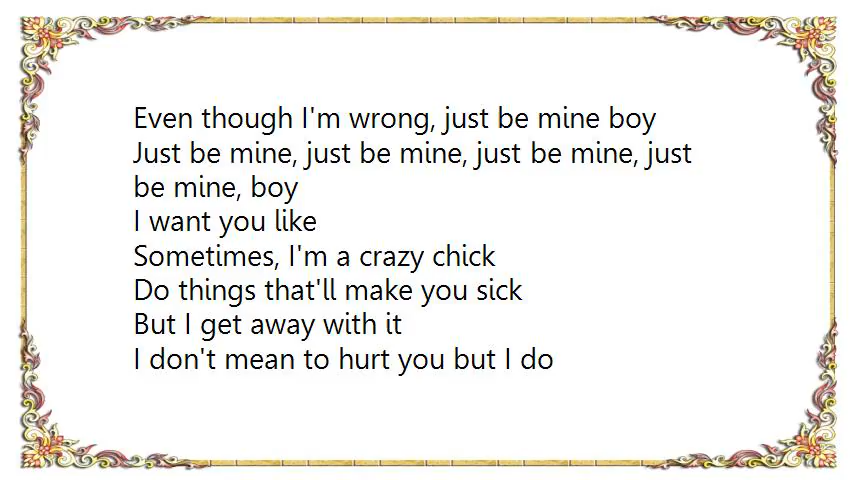 Even though I'm wrong, just be mine boy
Just be mine, just be mine, just be mine, just
be mine, boy
I want you like
Sometimes, I'm a crazy chick
Do things that'll make you sick
But I get away with it
I don't mean to hurt you but I do